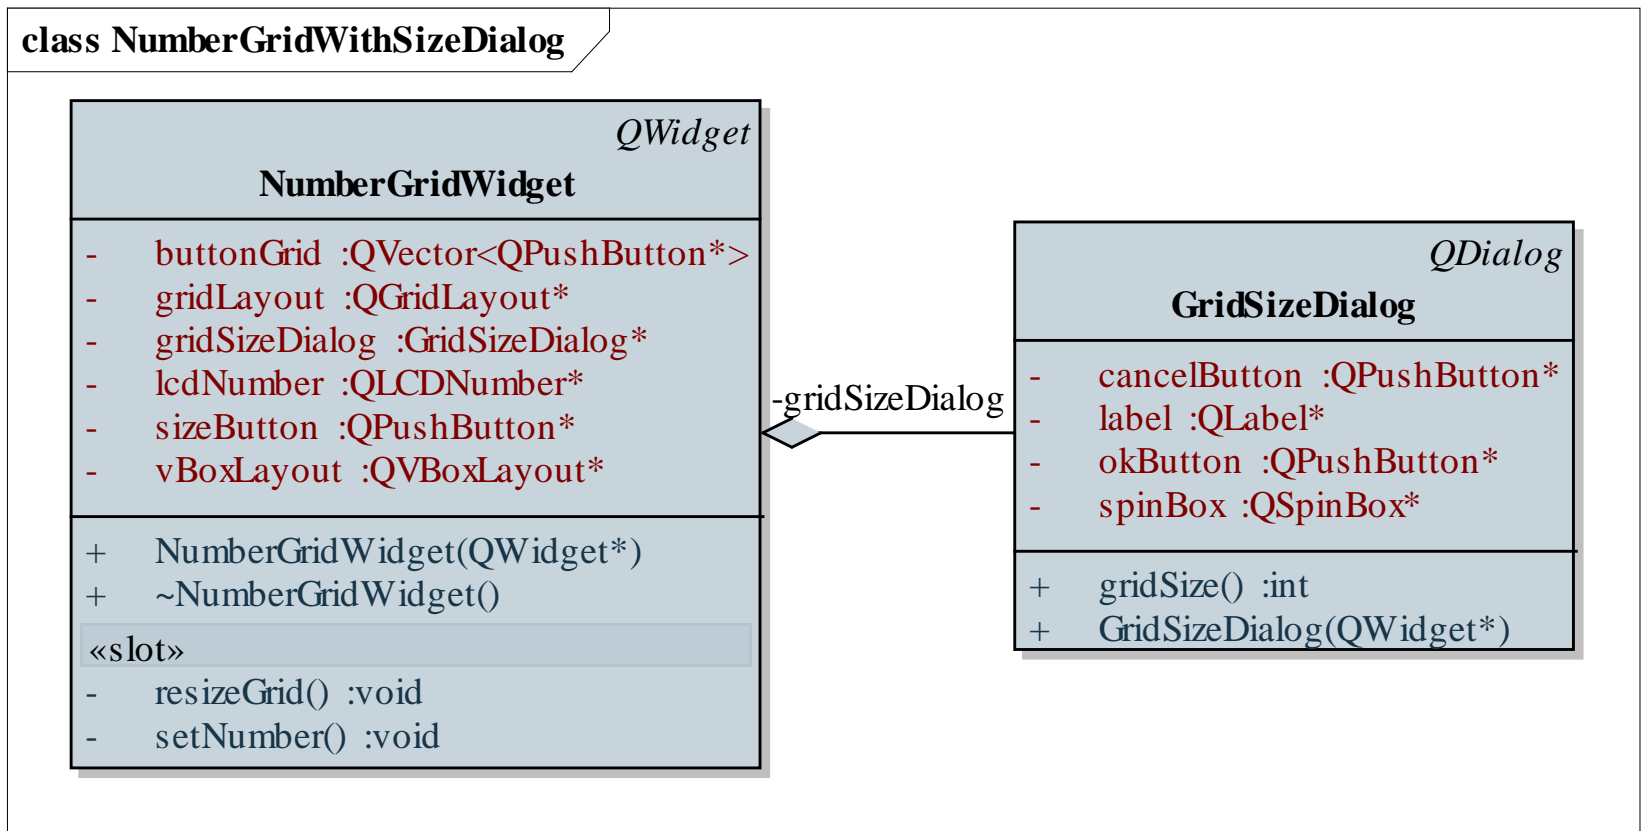 class NumberGridWithSizeDialog
QWidget
NumberGridWidget
- buttonGrid :QVector<QPushButton*>
- gridLayout :QGridLayout*
- gridSizeDialog :GridSizeDialog*
- lcdNumber :QLCDNumber*
- sizeButton :QPushButton*
- vBoxLayout :QVBoxLayout*
+ NumberGridWidget(QWidget*)
+ ~NumberGridWidget()
«slot»
- resizeGrid() :void
- setNumber() :void
-gridSizeDialog
QDialog
GridSizeDialog
- cancelButton :QPushButton*
- label :QLabel*
- okButton :QPushButton*
- spinBox :QSpinBox*
+ gridSize() :int
+ GridSizeDialog(QWidget*)